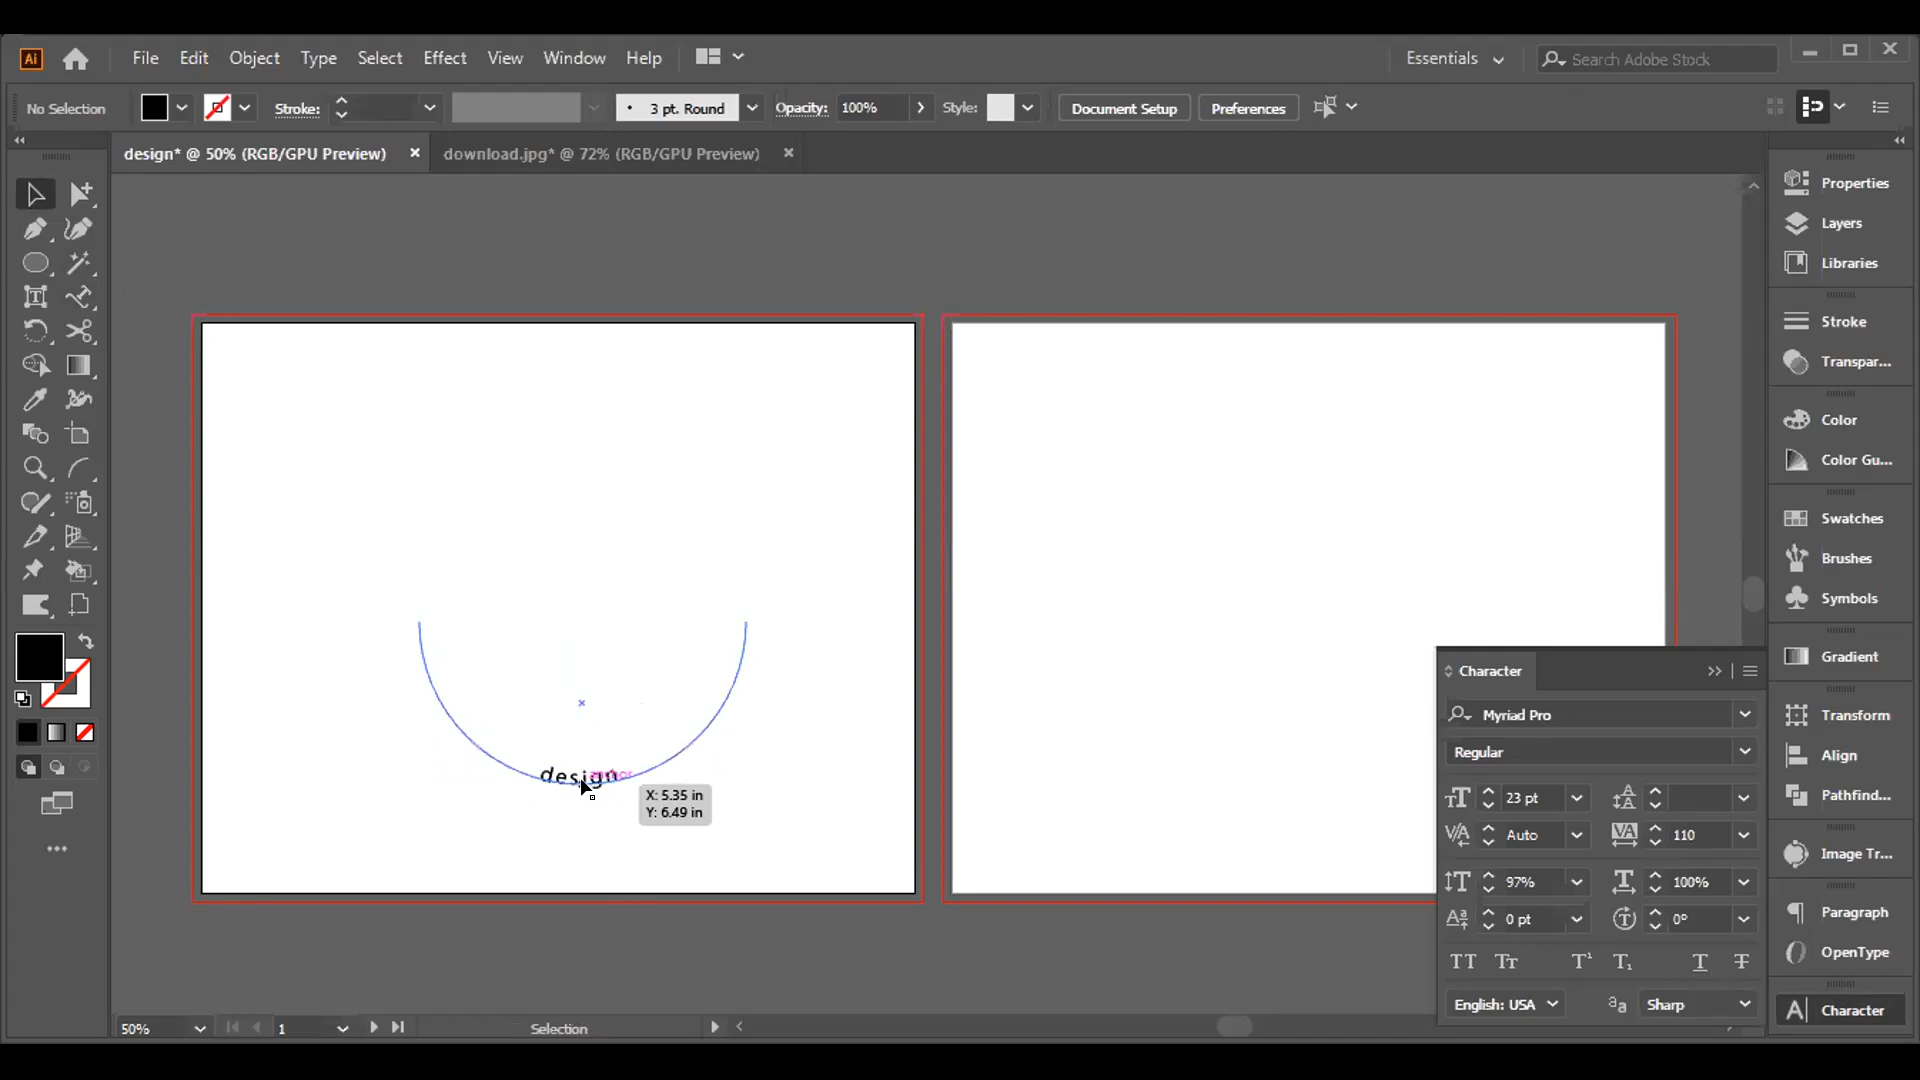 Ai File Edit Object Type Select Effect View Window Help Essentials Search Adobe Stock
No Selection Stroke: 3 pt. Round Opacity: 100% Style: Document Setup Preferences
design* @ 50% (RGB/GPU Preview) × download.jpg* @ 72% (RGB/GPU Preview) ×
Properties
Layers
Libraries
Stroke
Transpar...
Color
Color Gu...
Swatches
Brushes
Symbols
Gradient
Transform
Align
Pathfind...
Image Tr...
Paragraph
OpenType
Character
design
anchor
X: 5.35 in
Y: 6.49 in
Character
Myriad Pro
Regular
23 pt
Auto 110
97% 100%
0 pt 0°
English: USA Sharp
50% 1 Selection